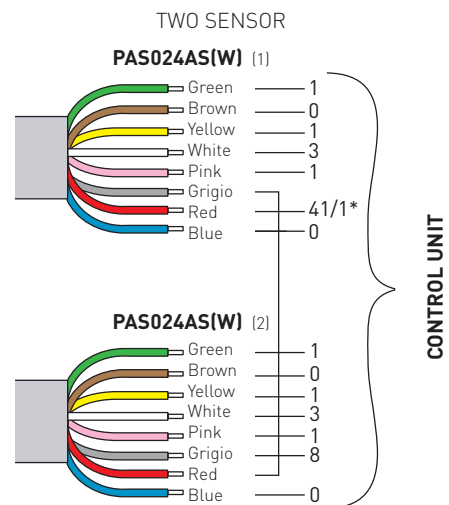 TWO SENSOR
PAS024AS(W) (1)
Green 1
Brown 0
Yellow 1
White 3
Pink 1
Grigio
Red 41/1*
Blue 0
CONTROL UNIT
PAS024AS(W) (2)
Green 1
Brown 0
Yellow 1
White 3
Pink 1
Grigio 8
Red
Blue 0